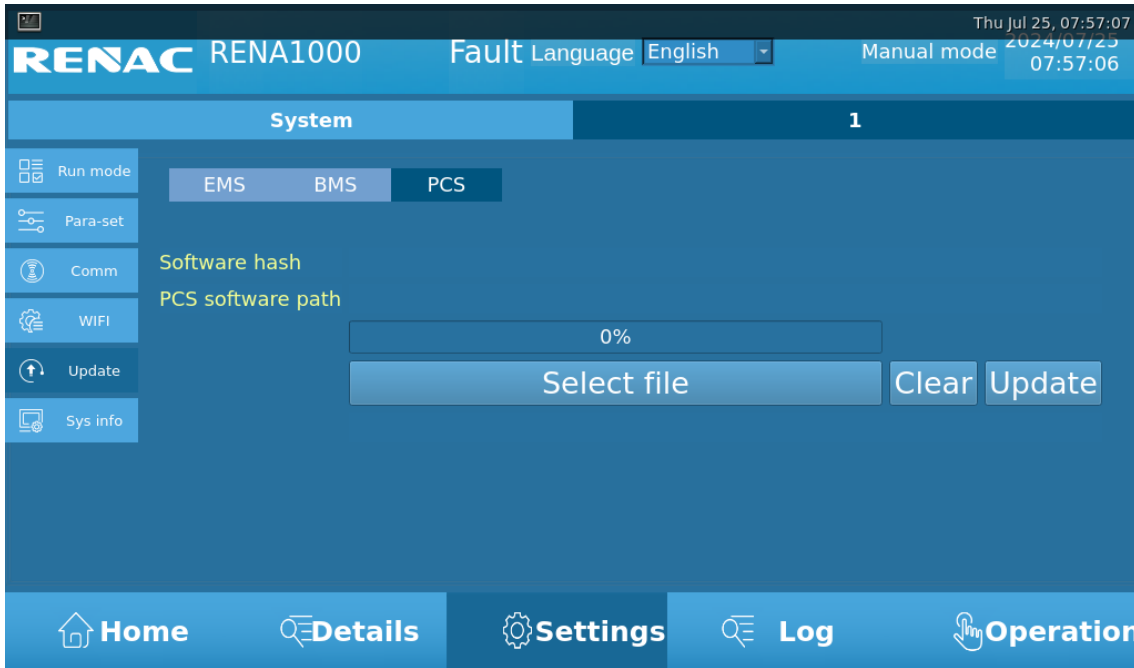 Thu Jul 25, 07:57:07
RENAC RENA1000 Fault Language English Manual mode 2024/07/25
07:57:06
System 1
Run mode
EMS BMS PCS
Para-set
Comm
Software hash
PCS software path
WIFI
0%
Update
Select file Clear Update
Sys info
Home Details Settings Log Operation